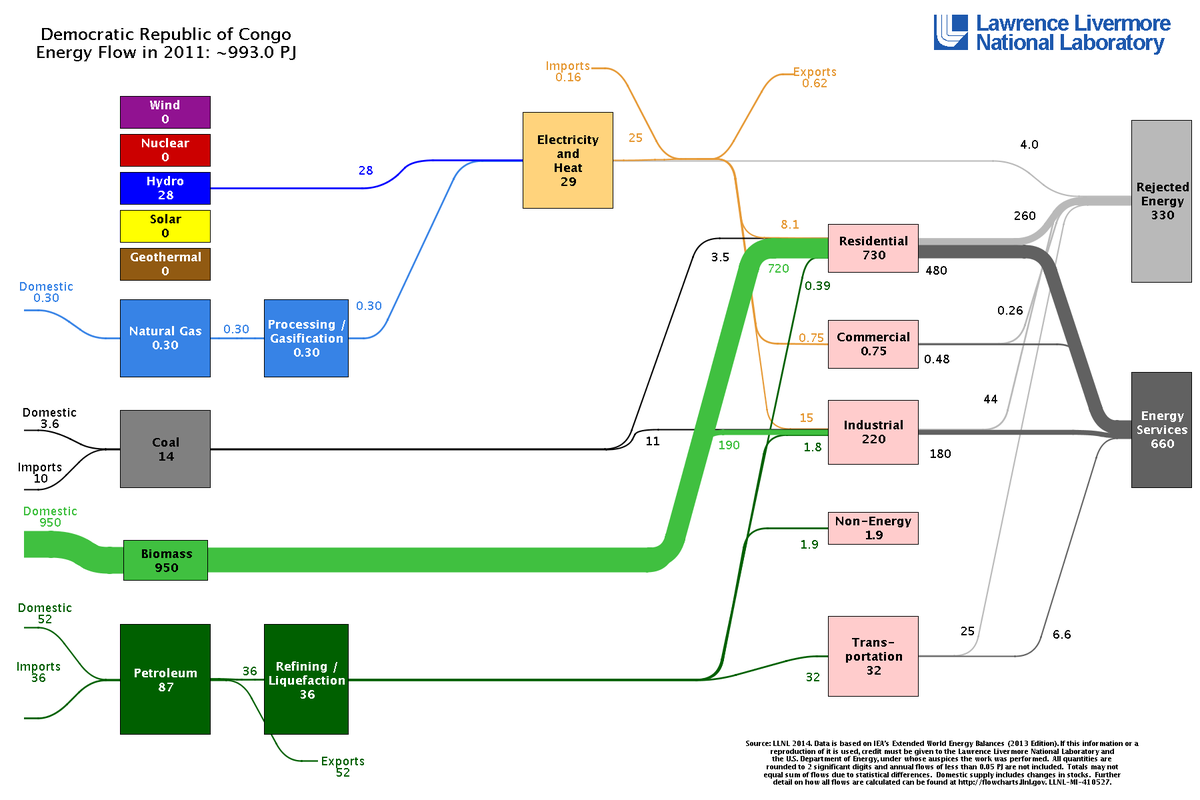 Democratic Republic of Congo
Energy Flow in 2011: ~993.0 PJ
Lawrence Livermore
National Laboratory
Wind
0
Nuclear
0
Hydro
28
Solar
0
Geothermal
0
28
Imports
0.16
Exports
0.62
Electricity
and
Heat
29
25
4.0
Rejected
Energy
330
Domestic
0.30
Natural Gas
0.30
0.30
Processing /
Gasification
0.30
0.30
8.1
3.5
720
0.39
Residential
730
260
480
0.75
Commercial
0.75
0.26
0.48
Domestic
3.6
Imports
10
Coal
14
11
190
15
1.8
Industrial
220
44
180
Energy
Services
660
Domestic
950
Biomass
950
1.9
Non-Energy
1.9
Domestic
52
Imports
36
Petroleum
87
36
Refining /
Liquefaction
36
Exports
52
32
Trans-
portation
32
25
6.6
Source: LLNL 2014. Data is based on IEA's Extended World Energy Balances (2013 Edition). If this information or a
reproduction of it is used, credit must be given to the Lawrence Livermore National Laboratory and
the U.S. Department of Energy, under whose auspices the work was performed. All quantities are
rounded to 2 significant digits and annual flows of less than 0.05 PJ are not included. Totals may not
equal sum of flows due to statistical differences. Domestic supply includes changes in stocks. Further
detail on how all flows are calculated can be found at http://flowcharts.llnl.gov. LLNL-MI-410527.